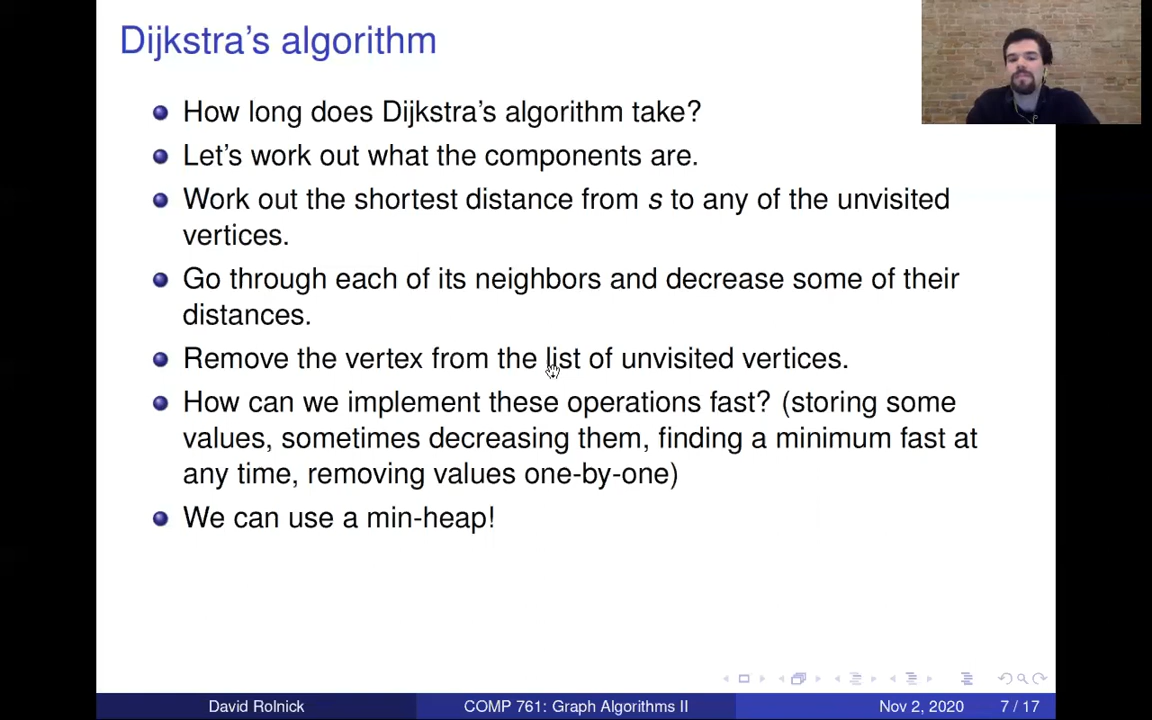 Dijkstra's algorithm
How long does Dijkstra's algorithm take?
Let's work out what the components are.
Work out the shortest distance from s to any of the unvisited
vertices.
Go through each of its neighbors and decrease some of their
distances.
Remove the vertex from the list of unvisited vertices.
How can we implement these operations fast? (storing some
values, sometimes decreasing them, finding a minimum fast at
any time, removing values one-by-one)
We can use a min-heap!
David Rolnick COMP 761: Graph Algorithms II Nov 2, 2020 7 / 17